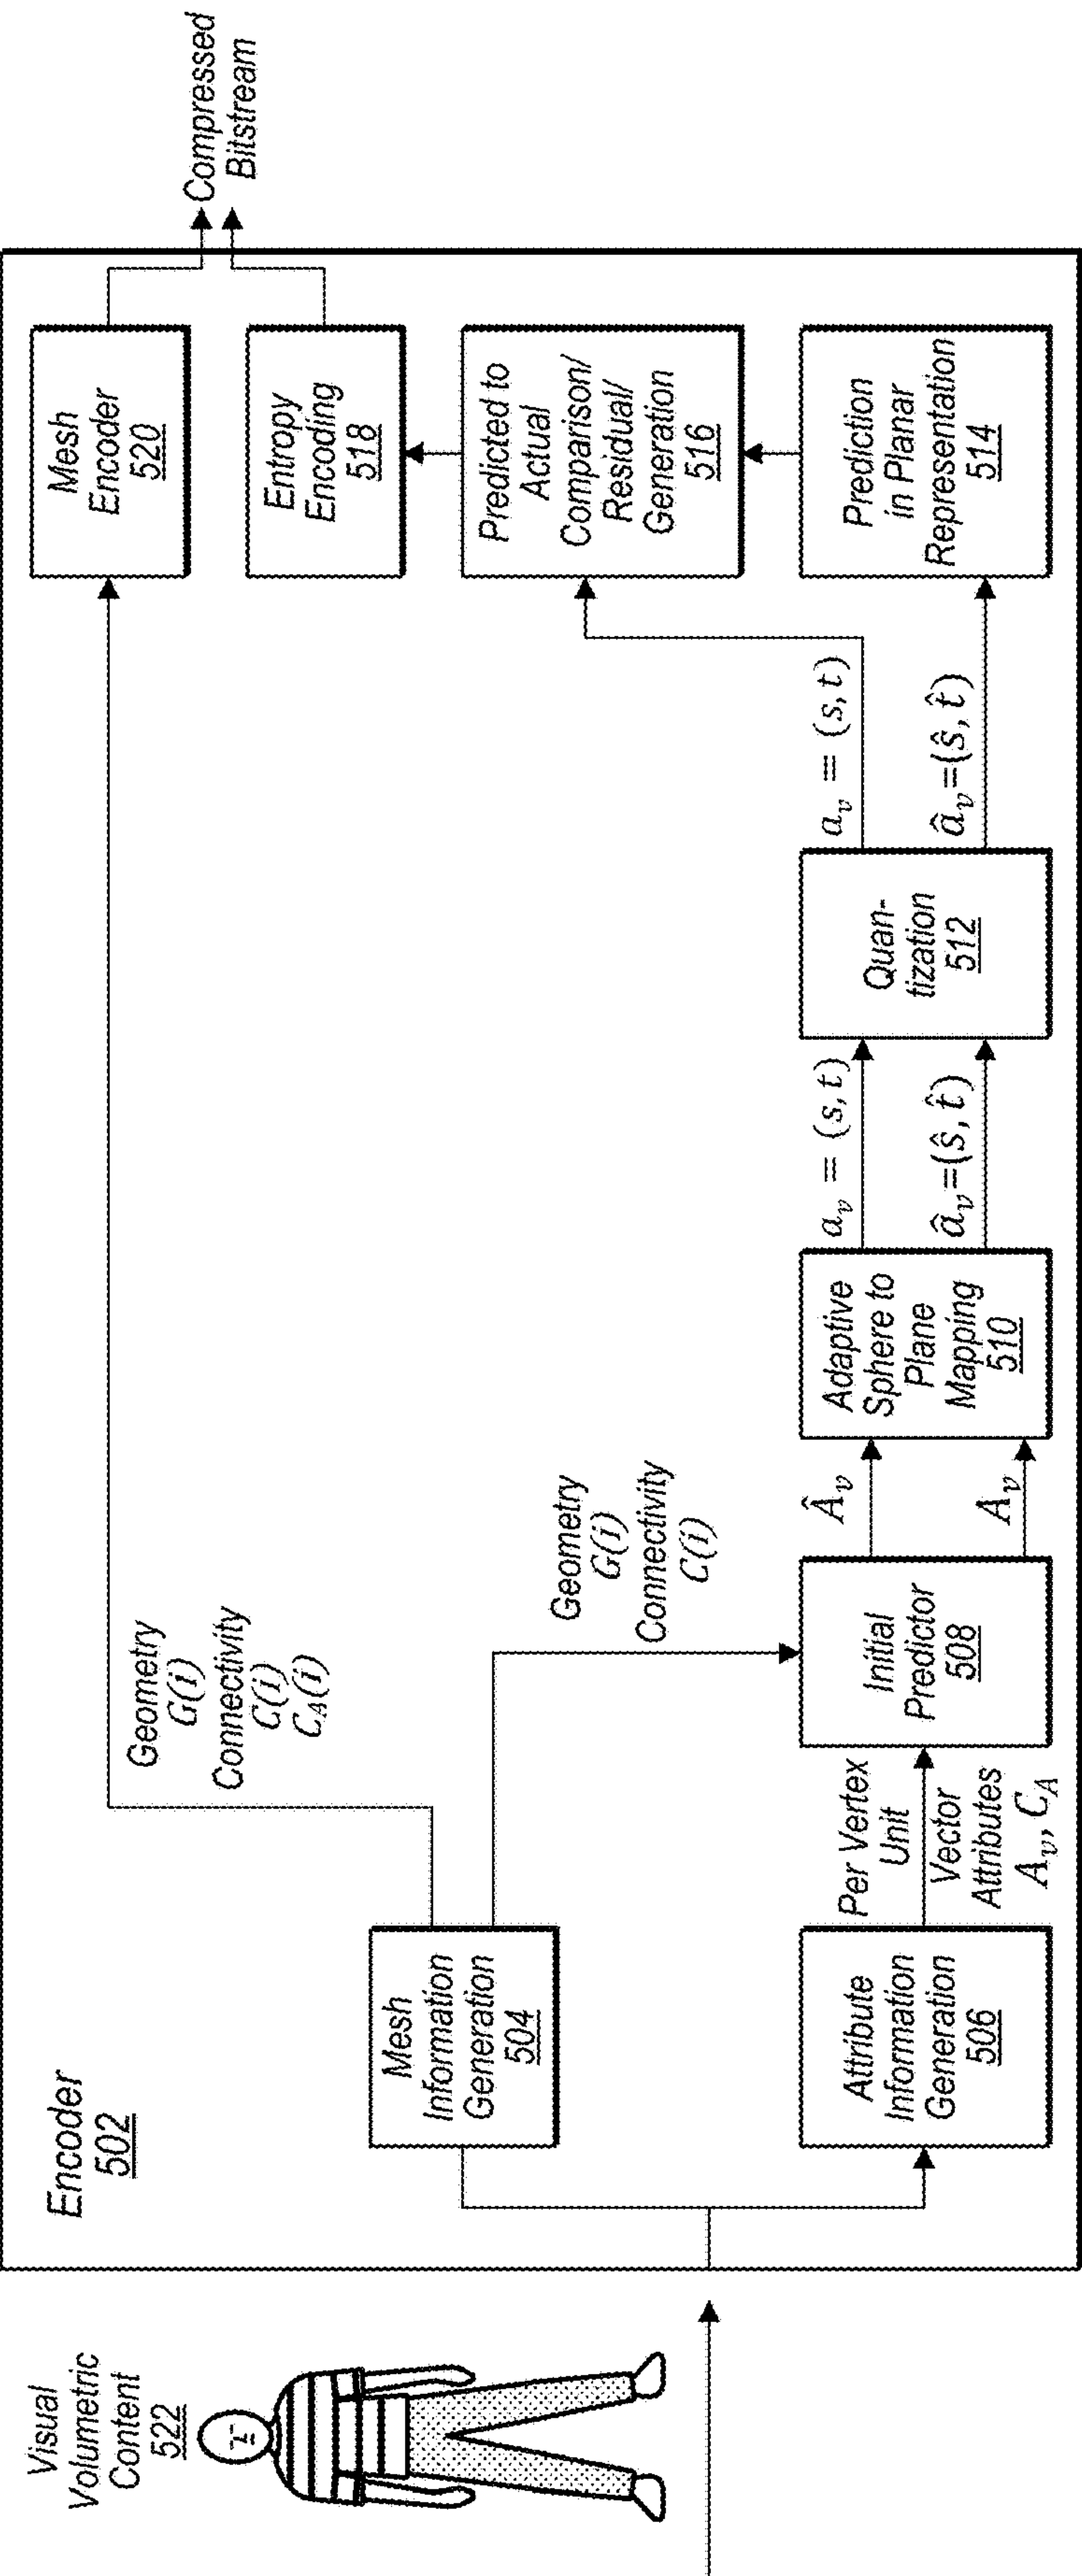 Visual
Volumetric
Content
522
Encoder
502
Mesh
Information
Generation
504
Attribute
Information
Generation
506
Geometry
G(i)
Connectivity
C(i)
C_A(i)
Geometry
G(i)
Connectivity
C(i)
Per Vertex
Unit
Vector
Attributes
A_v, C_A
Initial
Predictor
508
Â_v
A_v
Adaptive
Sphere to
Plane
Mapping
510
a_v = (s, t)
â_v=(ŝ, t̂)
Quan-
tization
512
a_v = (s, t)
â_v=(ŝ, t̂)
Mesh
Encoder
520
Entropy
Encoding
518
Predicted to
Actual
Comparison/
Residual/
Generation
516
Prediction
in Planar
Representation
514
Compressed
Bitstream